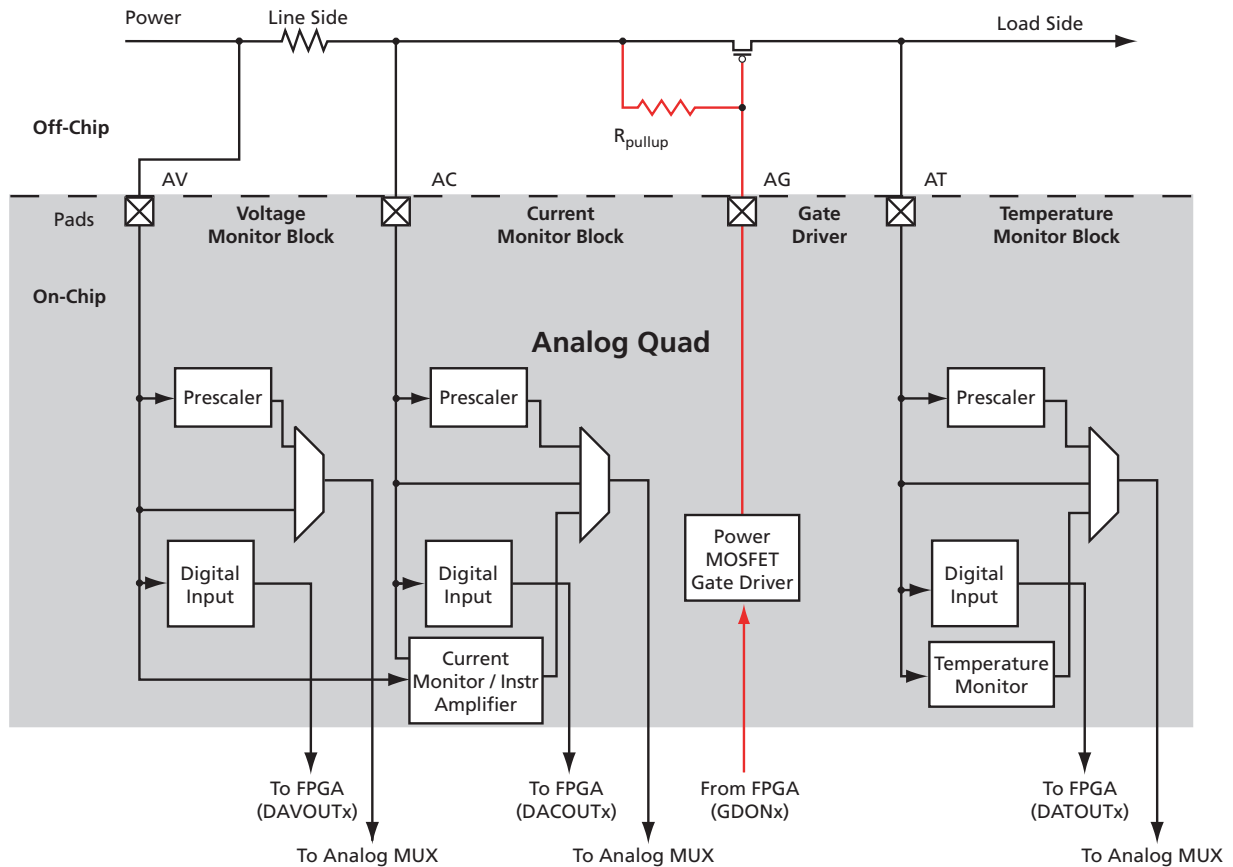 Power
Line Side
Load Side
Off-Chip
Rpullup
AV
AC
AG
AT
Pads
Voltage
Monitor Block
Current
Monitor Block
Gate
Driver
Temperature
Monitor Block
On-Chip
Analog Quad
Prescaler
Prescaler
Prescaler
Power
MOSFET
Gate Driver
Digital
Input
Digital
Input
Digital
Input
Current
Monitor / Instr
Amplifier
Temperature
Monitor
To FPGA
(DAVOUTx)
To FPGA
(DACOUTx)
From FPGA
(GDONx)
To FPGA
(DATOUTx)
To Analog MUX
To Analog MUX
To Analog MUX